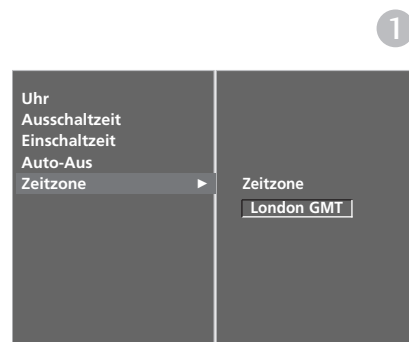 1
Uhr
Ausschaltzeit
Einschaltzeit
Auto-Aus
Zeitzone ►
Zeitzone
London GMT